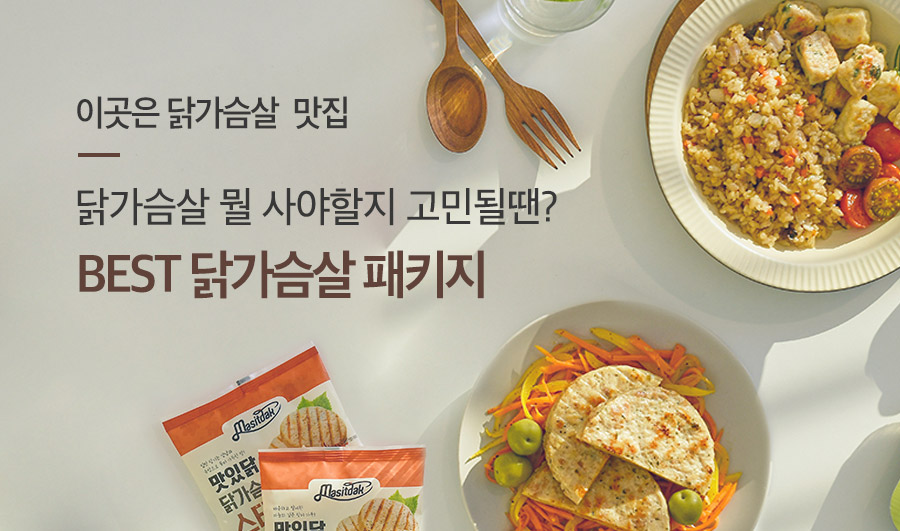 이곳은 닭가슴살 맛집
닭가슴살 뭘 사야할지 고민될땐?
BEST 닭가슴살 패키지
Masitdak
맛있닭
닭가슴
스테
Masitdak
맛있닭